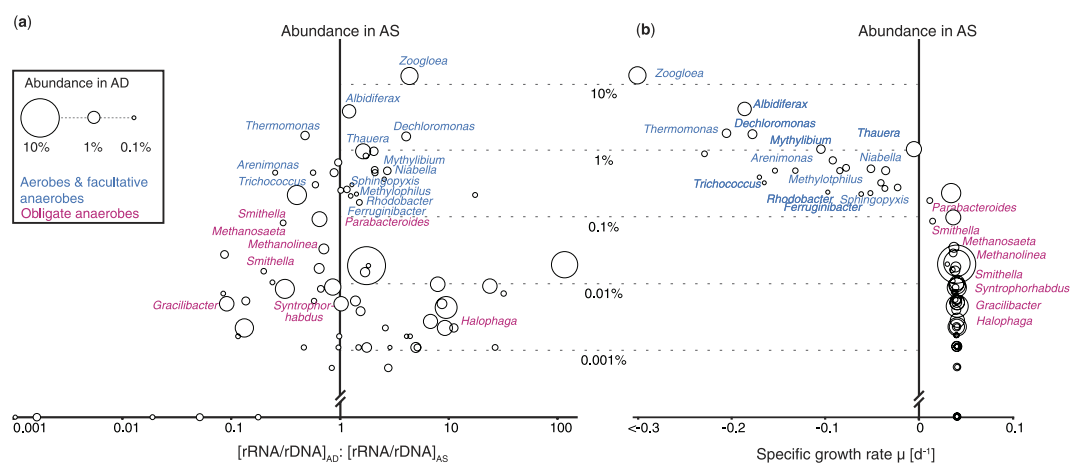 (a)
Abundance in AS
(b)
Abundance in AS
Abundance in AD
10%
1%
0.1%
Aerobes & facultative
anaerobes
Obligate anaerobes
Zoogloea
Albidiferax
Thermomonas
Dechloromonas
Thauera
Arenimonas
Mythylibium
Niabella
Trichococcus
Sphingopyxis
Methylophilus
Rhodobacter
Ferruginibacter
Smithella
Parabacteroides
Methanosaeta
Methanolinea
Smithella
Gracilibacter
Syntrophor-
habdus
Halophaga
10%
1%
0.1%
0.01%
0.001%
0.001
0.01
0.1
1
10
100
[rRNA/rDNA]AD: [rRNA/rDNA]AS
Zoogloea
Albidiferax
Dechloromonas
Thermomonas
Mythylibium
Thauera
Arenimonas
Niabella
Trichococcus
Methylotphilus
Rhodobacter
Sphingopyxis
Ferruginibacter
Parabacteroides
Smithella
Methanosaeta
Methanolinea
Smithella
Syntrophorhabdus
Gracilibacter
Halophaga
<-0.3
-0.2
-0.1
0
0.1
Specific growth rate μ [d-1]